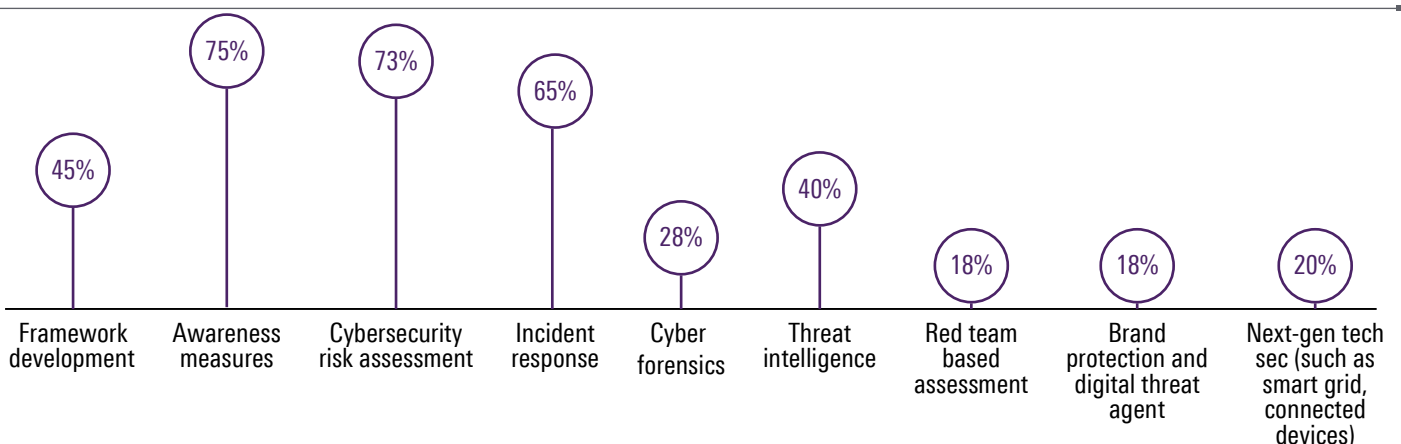 45%
75%
73%
65%
28%
40%
18%
18%
20%
Framework
development
Awareness
measures
Cybersecurity
risk assessment
Incident
response
Cyber
forensics
Threat
intelligence
Red team
based
assessment
Brand
protection and
digital threat
agent
Next-gen tech
sec (such as
smart grid,
connected
devices)